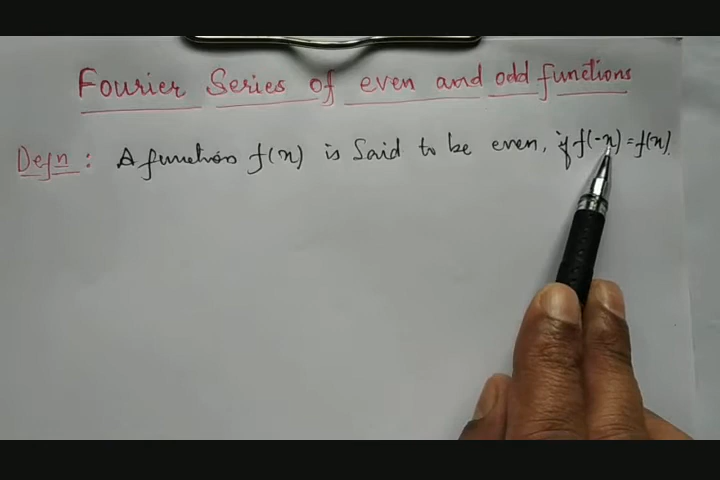 Fourier Series of even and odd functions
Defn : A function f(x) is said to be even, if f(-x)=f(x).